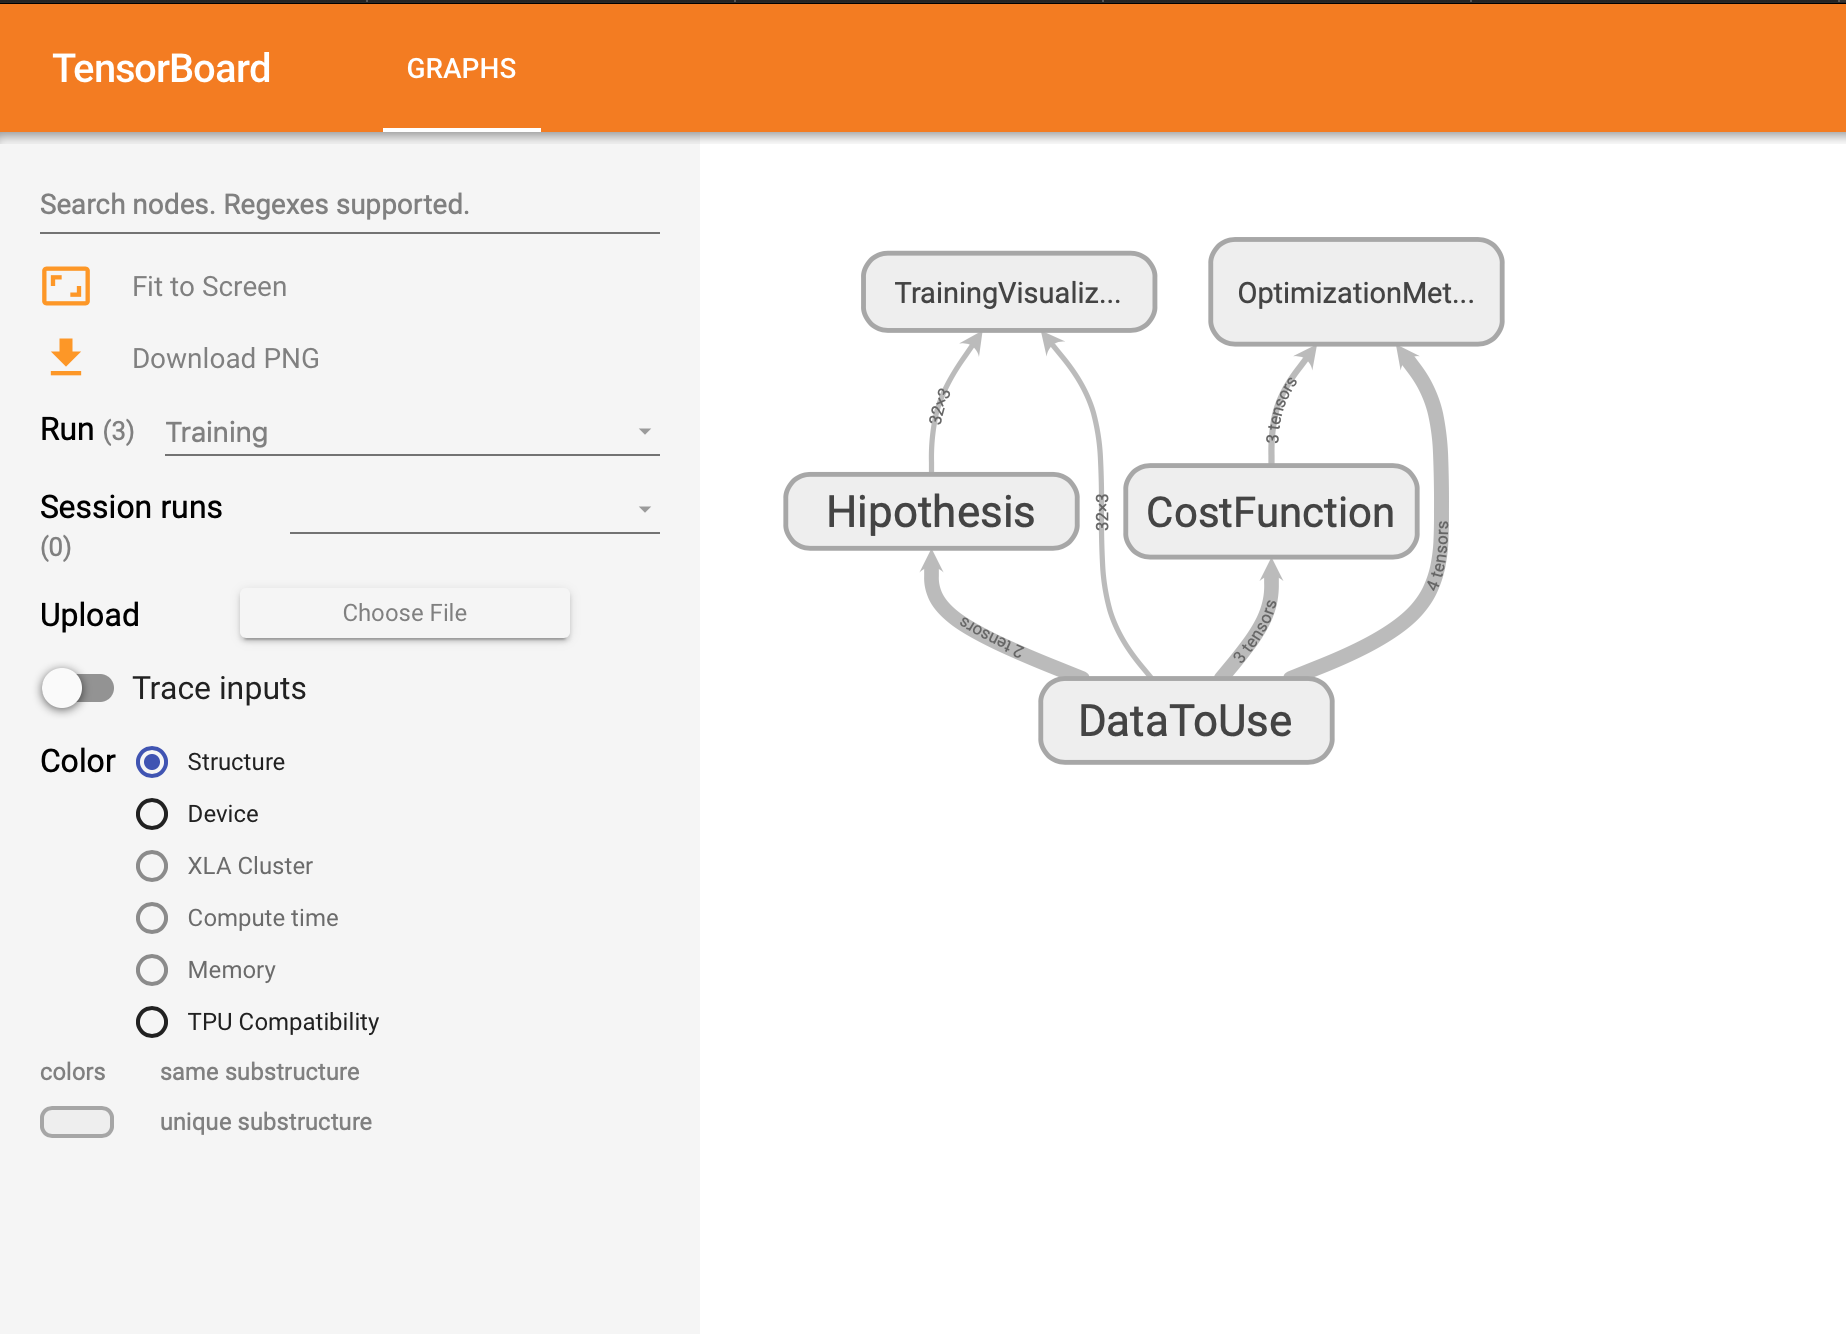 TensorBoard
GRAPHS
Search nodes. Regexes supported.
Fit to Screen
Download PNG
Run (3) Training
Session runs
(0)
Upload Choose File
Trace inputs
Color Structure
Device
XLA Cluster
Compute time
Memory
TPU Compatibility
colors same substructure
unique substructure
TrainingVisualiz...
OptimizationMet...
32×3
3 tensors
Hipothesis
32×3
CostFunction
4 tensors
2 tensors
3 tensors
DataToUse